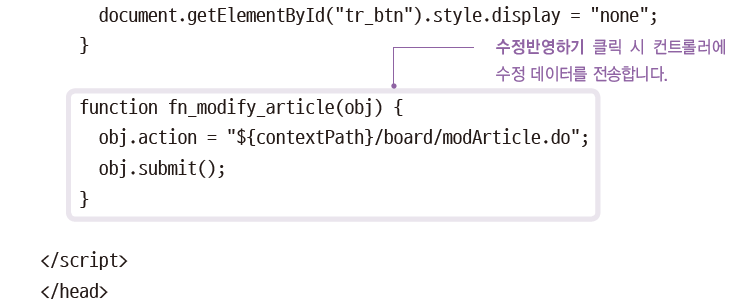 document.getElementById("tr_btn").style.display = "none";
}
수정반영하기 클릭 시 컨트롤러에
수정 데이터를 전송합니다.
function fn_modify_article(obj) {
obj.action = "${contextPath}/board/modArticle.do";
obj.submit();
}
</script>
</head>